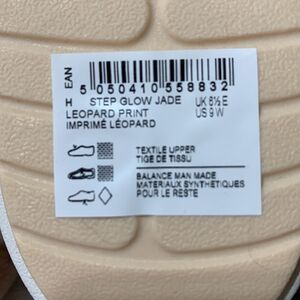 EAN
5 050410 558832
H STEP GLOW JADE UK 6½ E
LEOPARD PRINT US 9 W
IMPRIMÉ LÉOPARD
TEXTILE UPPER
TIGE DE TISSU
BALANCE MAN MADE
MATERIAUX SYNTHETIQUES
POUR LE RESTE